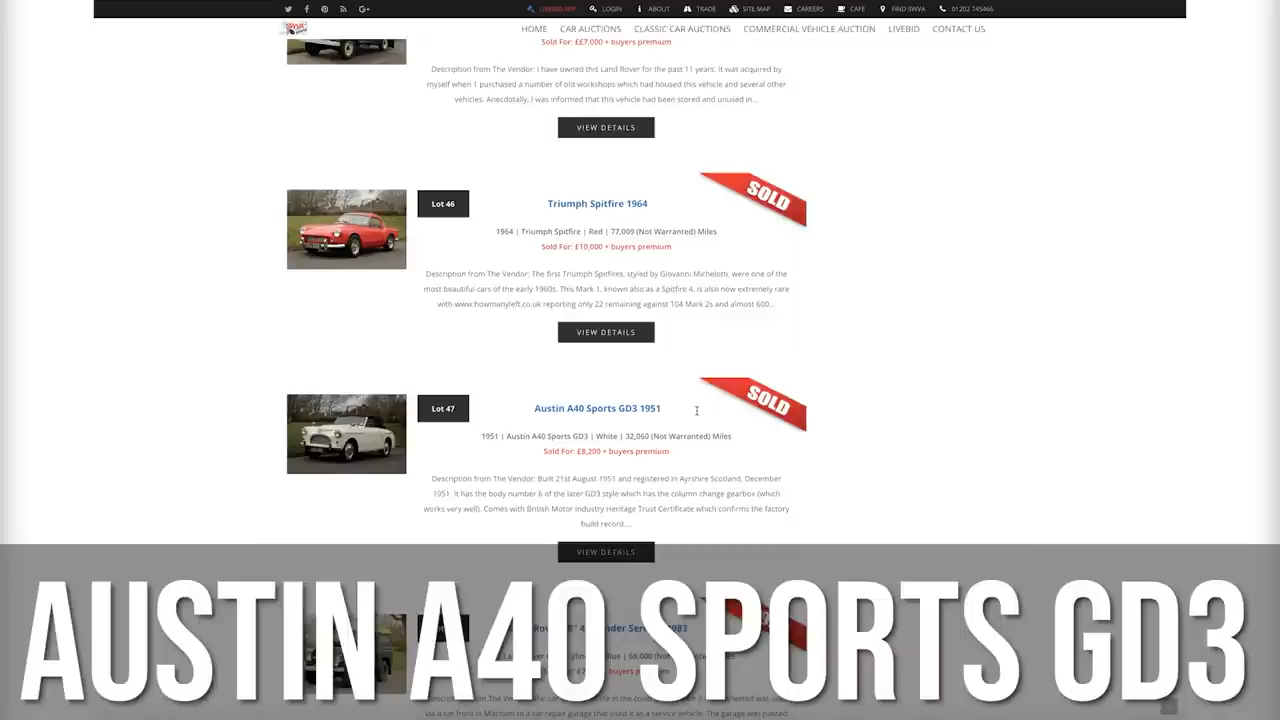 LIVEBID APP LOGIN ABOUT TRADE SITE MAP CAREERS CAFE FIND SWVA 01202 745466
SWVA
HOME CAR AUCTIONS CLASSIC CAR AUCTIONS COMMERCIAL VEHICLE AUCTION LIVEBID CONTACT US
Sold For: ££7,000 + buyers premium
Description from The Vendor: i have owned this Land Rover for the past 11 years. it was acquired by
myself when 1 purchased a number of old workshops which had housed this vehicle and several other
vehicles. Anecdotally, I was informed that this vehicle had been stored and unused in...
VIEW DETAILS
Lot 46
Triumph Spitfire 1964
SOLD
1964 | Triumph Spitfire | Red | 77,009 (Not Warranted) Miles
Sold For: £10,000 + buyers premium
Description from The Vendor: The first Triumph Spitfires, styled by Giovanni Michelotti, were one of the
most beautiful cars of the early 1960s. This Mark 1, known also as a Spitfire 4, is also now extremely rare
with www.howmanyleft.co.uk reporting only 22 remaining against 104 Mark 2s and almost 600...
VIEW DETAILS
Lot 47
Austin A40 Sports GD3 1951
SOLD
1951 | Austin A40 Sports GD3 | White | 32,060 (Not Warranted) Miles
Sold For: £8,200 + buyers premium
Description from The Vendor: Built 21st August 1951 and registered in Ayrshire Scotland, December
1951. It has the body number 6 of the later GD3 style which has the column change gearbox (which
works very well). Comes with British Motor Industry Heritage Trust Certificate which confirms the factory
build record....
VIEW DETAILS
AUSTIN A40 SPORTS GD3